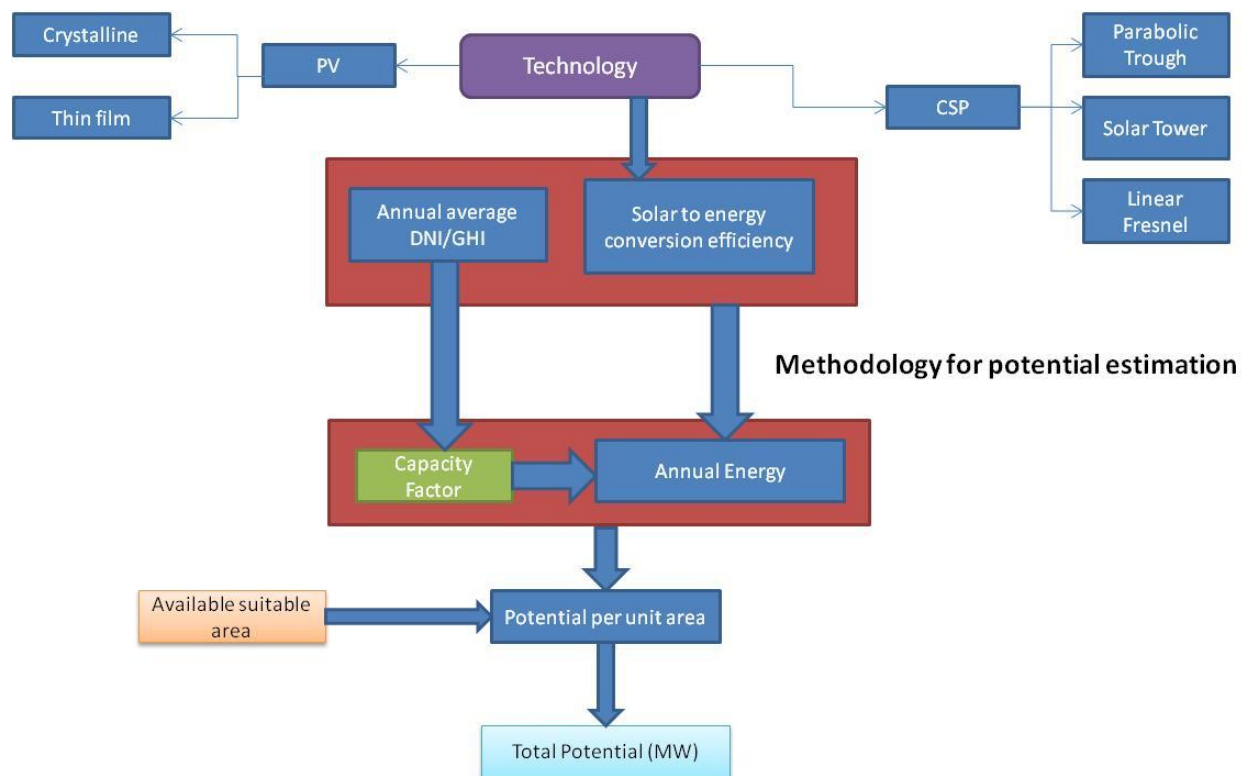 Crystalline
PV
Thin film
Technology
CSP
Parabolic
Trough
Solar Tower
Linear
Fresnel
Annual average
DNI/GHI
Solar to energy
conversion efficiency
Methodology for potential estimation
Capacity
Factor
Annual Energy
Available suitable
area
Potential per unit area
Total Potential (MW)